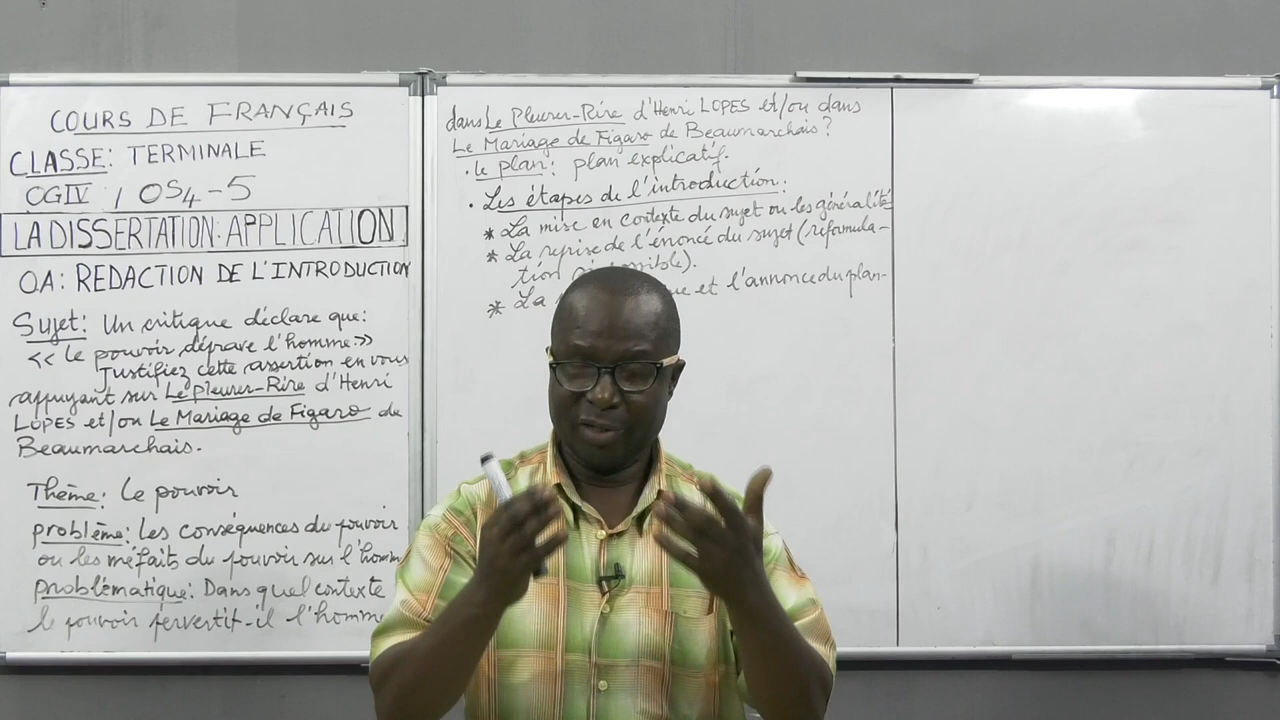 COURS DE FRANÇAIS
CLASSE: TERMINALE
OGIV / OS4-5
LA DISSERTATION: APPLICATION
OA: REDACTION DE L'INTRODUCTION
Sujet: Un critique déclare que:
<< Le pouvoir déprave l'homme.>>
Justifiez cette assertion en vous
appuyant sur Le Pleurer-Rire d'Henri
LOPES et/ou Le Mariage de Figaro de
Beaumarchais.
Thème: Le pouvoir
problème: Les conséquences du pouvoir
ou les méfaits du pouvoir sur l'homme
problématique: Dans quel contexte
le pouvoir pervertit-il l'homme
dans Le Pleurer-Rire d'Henri LOPES et/ou dans
Le Mariage de Figaro de Beaumarchais?
. le plan: plan explicatif.
. Les étapes de l'introduction:
* La mise en contexte du sujet ou les généralités
* La reprise de l'énoncé du sujet (reformula-
tion
* La et l'annonce du plan-